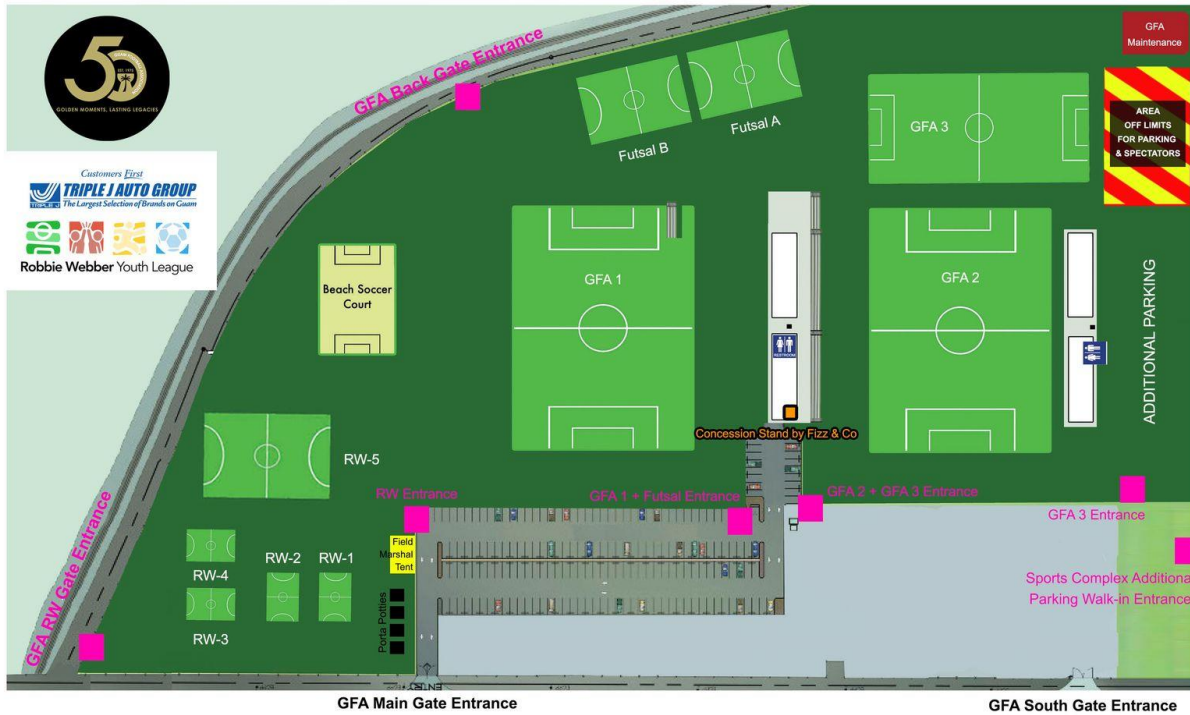 50
GOLDEN MOMENTS, LASTING LEGACIES
Customers First
TRIPLE J AUTO GROUP
The Largest Selection of Brands on Guam
TRIPLE J
Robbie Webber Youth League
GFA Back Gate Entrance
GFA
Maintenance
AREA
OFF LIMITS
FOR PARKING
& SPECTATORS
Futsal A
Futsal B
GFA 3
GFA 1
GFA 2
Beach Soccer
Court
RESTROOM
ADDITIONAL PARKING
Concession Stand by Fizz & Co
RW-5
RW Entrance
GFA 1 + Futsal Entrance
GFA 2 + GFA 3 Entrance
GFA 3 Entrance
GFA RW Gate Entrance
Field
Marshal
Tent
RW-4
RW-2
RW-1
RW-3
Porta Potties
Sports Complex Additiona
Parking Walk-in Entrance
GFA Main Gate Entrance
GFA South Gate Entrance